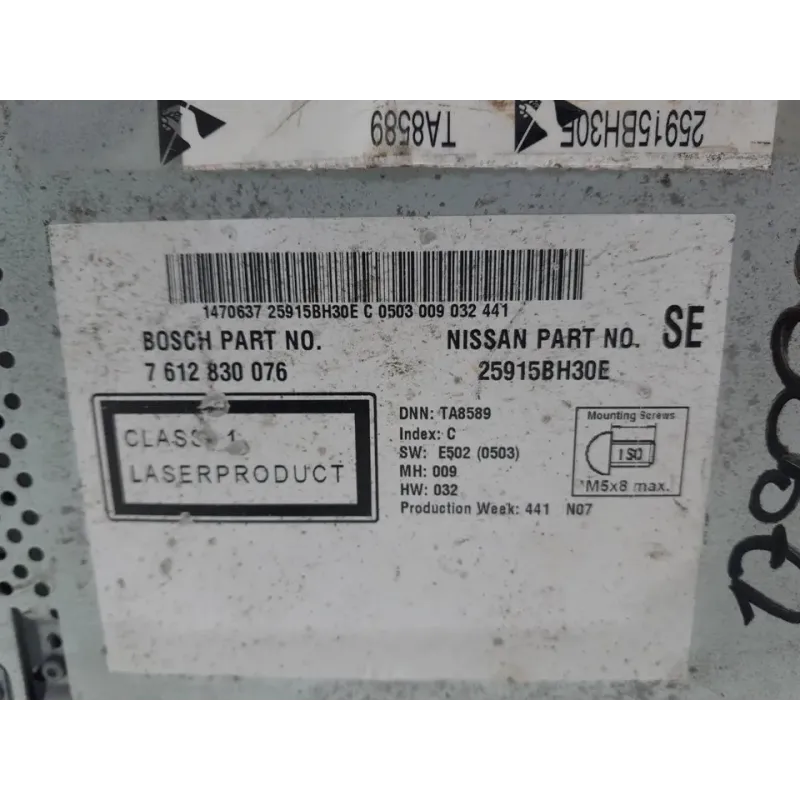 TA8589
25915BH30E
1470637 25915BH30E C 0503 009 032 441
BOSCH PART NO.
7 612 830 076
NISSAN PART NO.
25915BH30E
SE
CLASS 1
LASERPRODUCT
DNN: TA8589
Index: C
SW: E502 (0503)
MH: 009
HW: 032
Production Week: 441 N07
Mounting Screws
ISO
*M5x8 max.